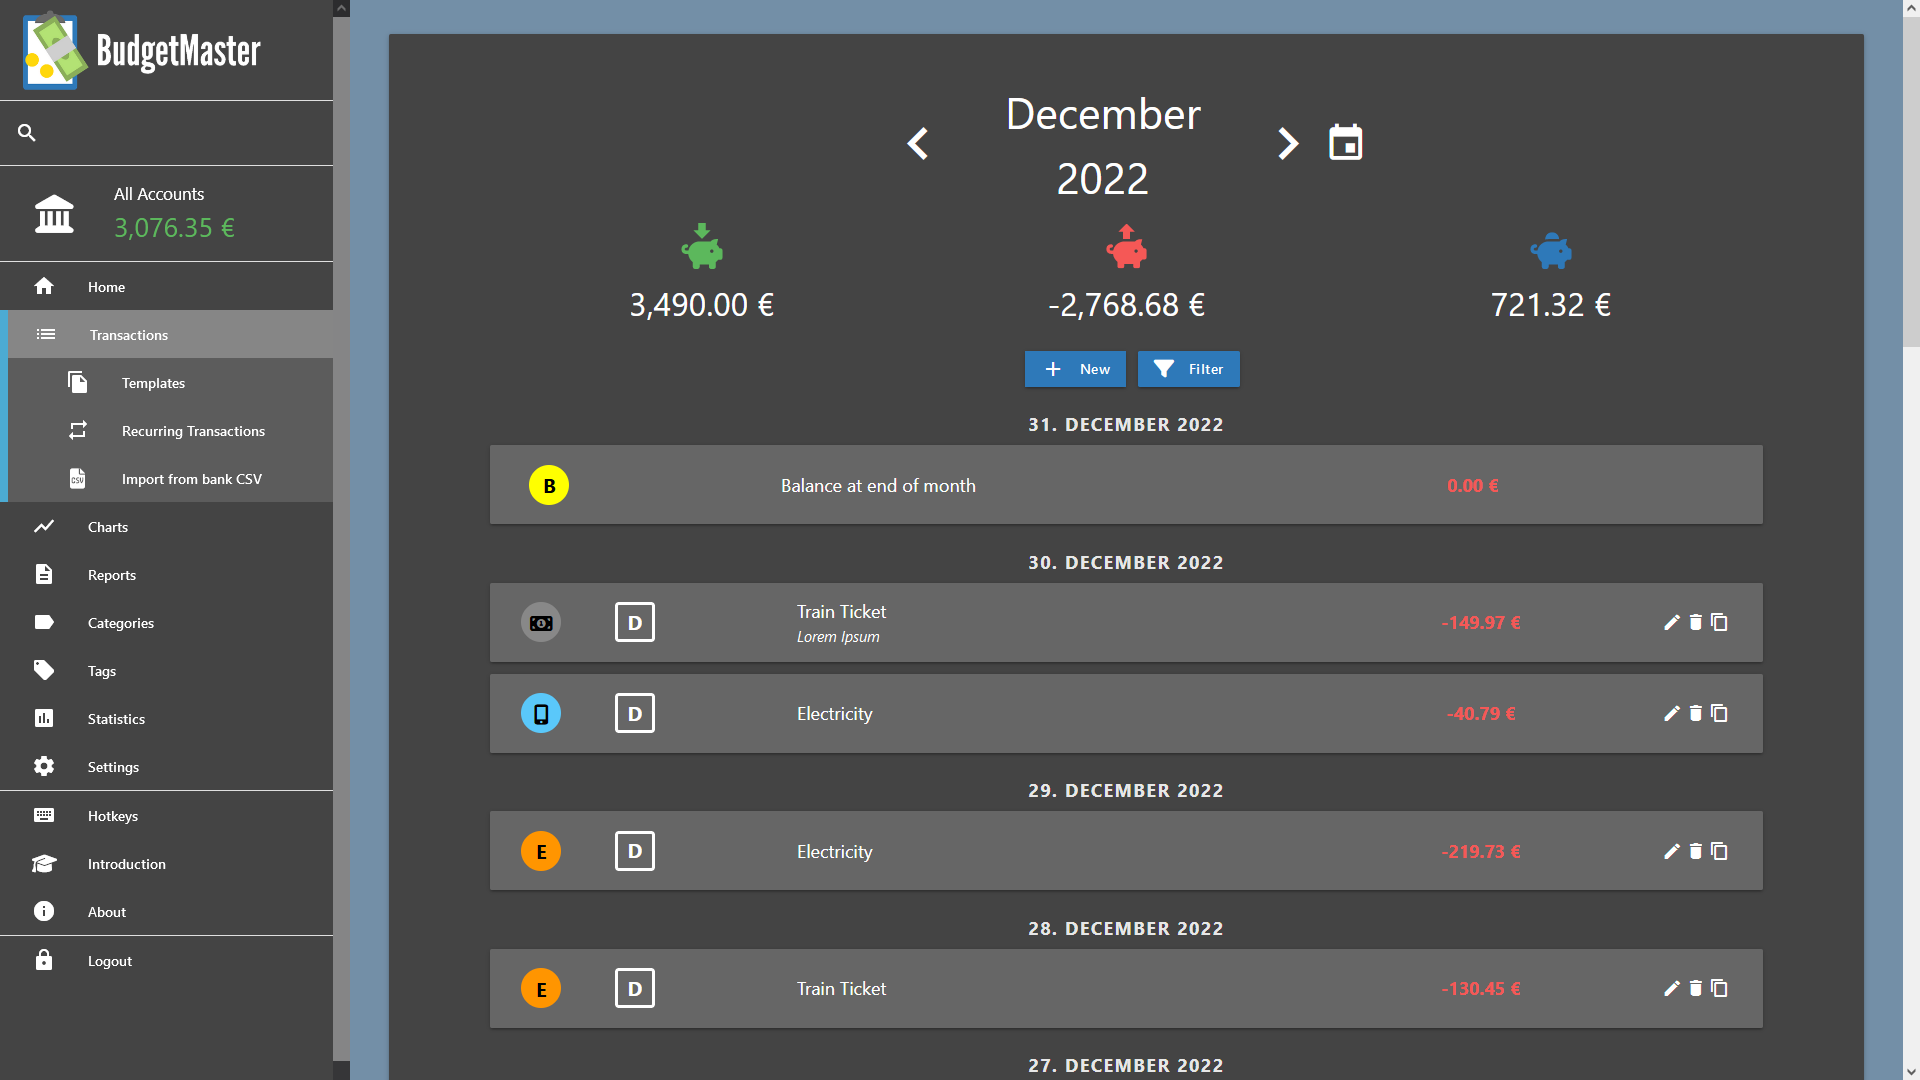 BudgetMaster
All Accounts
3,076.35 €
Home
Transactions
Templates
Recurring Transactions
Import from bank CSV
Charts
Reports
Categories
Tags
Statistics
Settings
Hotkeys
Introduction
About
Logout
December
2022
3,490.00 €
-2,768.68 €
721.32 €
New
Filter
31. DECEMBER 2022
B Balance at end of month 0.00 €
30. DECEMBER 2022
D Train Ticket -149.97 €
Lorem Ipsum
D Electricity -40.79 €
29. DECEMBER 2022
E D Electricity -219.73 €
28. DECEMBER 2022
E D Train Ticket -130.45 €
27. DECEMBER 2022